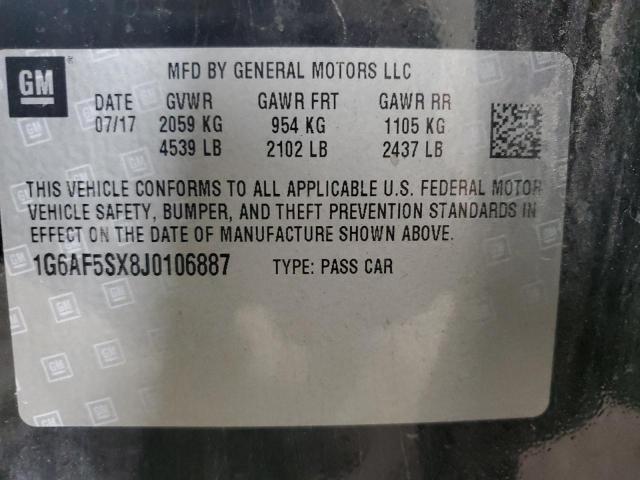 GM ®
MFD BY GENERAL MOTORS LLC
DATE GVWR GAWR FRT GAWR RR
07/17 2059 KG 954 KG 1105 KG
4539 LB 2102 LB 2437 LB
THIS VEHICLE CONFORMS TO ALL APPLICABLE U.S. FEDERAL MOTOR
VEHICLE SAFETY, BUMPER, AND THEFT PREVENTION STANDARDS IN
EFFECT ON THE DATE OF MANUFACTURE SHOWN ABOVE.
1G6AF5SX8J0106887 TYPE: PASS CAR